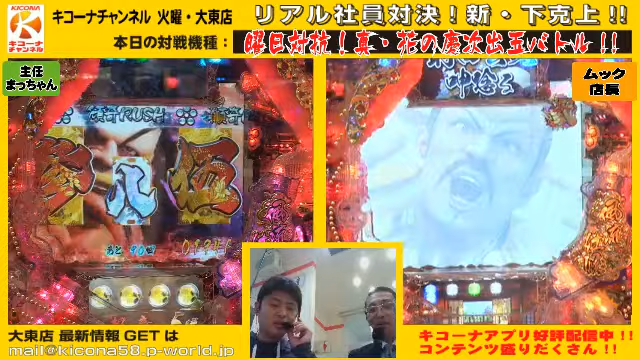 KICONA
キコーナ
チャンネル
キコーナチャンネル 火曜・大東店
リアル社員対決!新・下克上!!
本日の対戦機種:
曜日対抗!真・花の慶次出玉バトル!!
主任
まっちゃん
ムック
店長
RUSH
大東店 最新情報GETは
mail@kicona58.p-world.jp
キコーナアプリ好評配信中!!
コンテンツ盛りだくさん!!